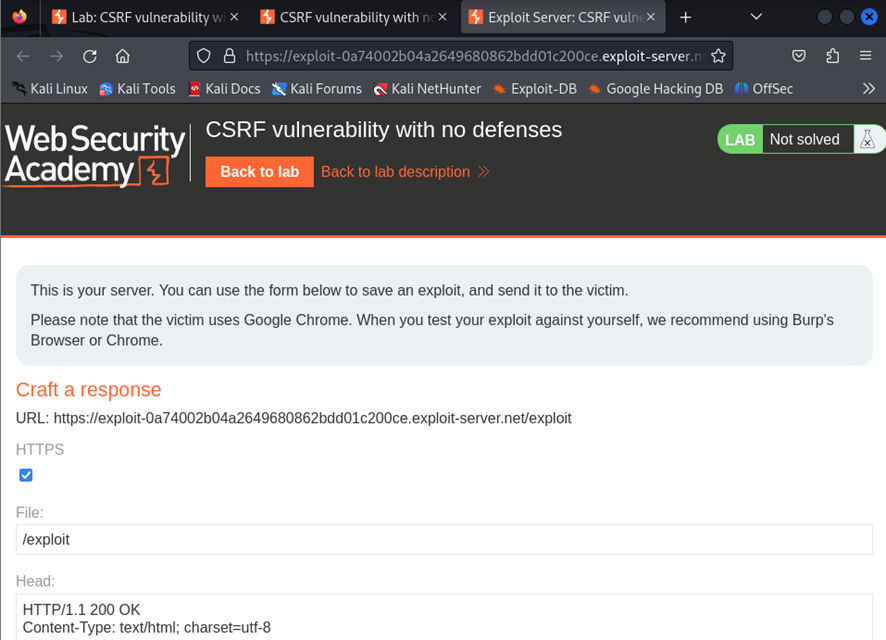 Lab: CSRF vulnerability wi
CSRF vulnerability with no
Exploit Server: CSRF vulne
https://exploit-0a74002b04a2649680862bdd01c200ce.exploit-server.n
Kali Linux Kali Tools Kali Docs Kali Forums Kali NetHunter Exploit-DB Google Hacking DB OffSec
Web Security
Academy
CSRF vulnerability with no defenses
Back to lab
Back to lab description
LAB Not solved
This is your server. You can use the form below to save an exploit, and send it to the victim.
Please note that the victim uses Google Chrome. When you test your exploit against yourself, we recommend using Burp's
Browser or Chrome.
Craft a response
URL: https://exploit-0a74002b04a2649680862bdd01c200ce.exploit-server.net/exploit
HTTPS
File:
/exploit
Head:
HTTP/1.1 200 OK
Content-Type: text/html; charset=utf-8